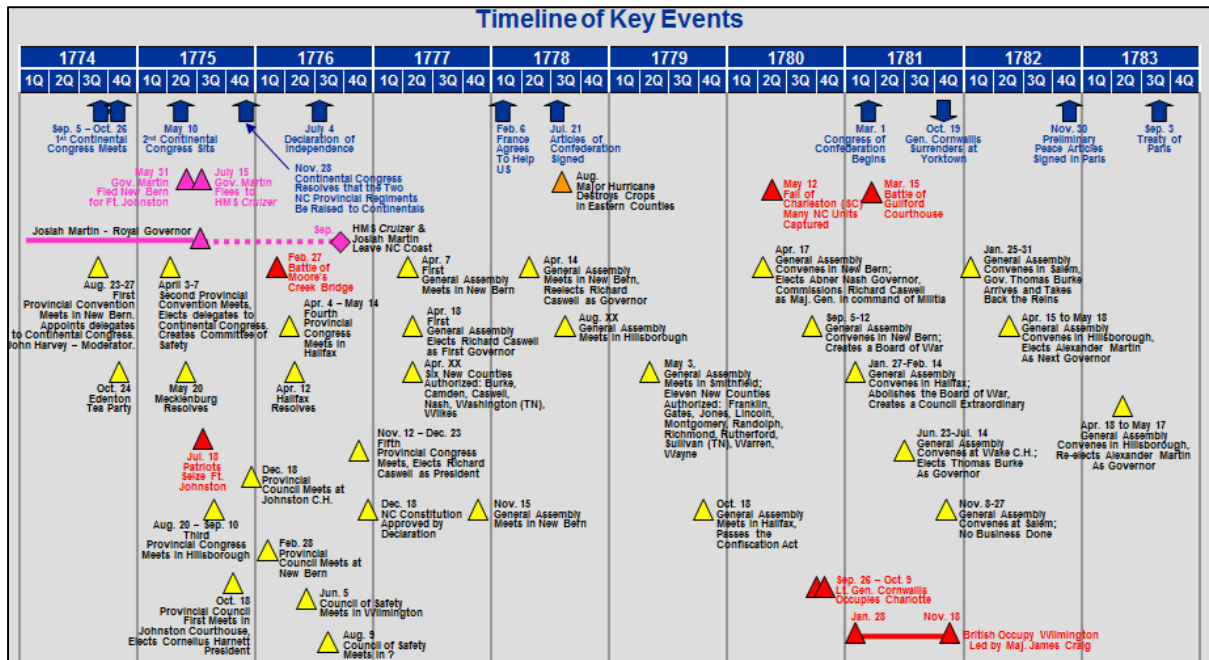 Timeline of Key Events
1774 1775 1776 1777 1778 1779 1780 1781 1782 1783
1Q 2Q 3Q 4Q 1Q 2Q 3Q 4Q 1Q 2Q 3Q 4Q 1Q 2Q 3Q 4Q 1Q 2Q 3Q 4Q 1Q 2Q 3Q 4Q 1Q 2Q 3Q 4Q 1Q 2Q 3Q 4Q 1Q 2Q 3Q 4Q 1Q 2Q 3Q 4Q
Sep. 5 – Oct. 26
1st Continental
Congress Meets
May 10
2nd Continental
Congress Sits
July 4
Declaration of
Independence
Feb. 6
France
Agrees
To Help
US
Jul. 21
Articles of
Confederation
Signed
Mar. 1
Congress of
Confederation
Begins
Oct. 19
Gen. Cornwallis
Surrenders at
Yorktown
Nov. 30
Preliminary
Peace Articles
Signed in Paris
Sep. 3
Treaty of
Paris
May 31
Gov. Martin
Fled New Bern
for Ft. Johnston
July 15
Gov. Martin
Flees to
HMS Cruizer
Nov. 28
Continental Congress
Resolves that the Two
NC Provincial Regiments
Be Raised to Continentals
Aug.
Major Hurricane
Destroys Crops
in Eastern Counties
May 12
Fall of
Charleston (SC)
Many NC Units
Captured
Mar. 15
Battle of
Guilford
Courthouse
Josiah Martin - Royal Governor
Sep.
HMS Cruizer &
Josiah Martin
Leave NC Coast
Aug. 23-27
First
Provincial Convention
Meets in New Bern.
Appoints delegates
to Continental Congress.
John Harvey – Moderator.
April 3-7
Second Provincial
Convention Meets,
Elects delegates to
Continental Congress.
Creates Committee of
Safety
Feb. 27
Battle of
Moore's
Creek Bridge
Apr. 4 – May 14
Fourth
Provincial
Congress
Meets in
Halifax
Apr. 7
First
General Assembly
Meets in New Bern
Apr. 14
General Assembly
Meets in New Bern,
Reelects Richard
Caswell as Governor
Apr. 17
General Assembly
Convenes in New Bern;
Elects Abner Nash Governor,
Commissions Richard Caswell
as Maj. Gen. in command of Militia
Jan. 25-31
General Assembly
Convenes in Salem,
Gov. Thomas Burke
Arrives and Takes
Back the Reins
Apr. 18
First
General Assembly
Elects Richard Caswell
as First Governor
Aug. XX
General Assembly
Meets in Hillsborough
Sep. 5-12
General Assembly
Convenes in New Bern;
Creates a Board of War
Apr. 15 to May 18
General Assembly
Convenes in Hillsborough,
Elects Alexander Martin
As Next Governor
Oct. 24
Edenton
Tea Party
May 20
Mecklenburg
Resolves
Apr. 12
Halifax
Resolves
Apr. XX
Six New Counties
Authorized: Burke,
Camden, Caswell,
Nash, Washington (TN),
Wilkes
May 3,
General Assembly
Meets in Smithfield;
Eleven New Counties
Authorized: Franklin,
Gates, Jones, Lincoln,
Montgomery, Randolph,
Richmond, Rutherford,
Sullivan (TN), Warren,
Wayne
Jan. 27-Feb. 14
General Assembly
Convenes in Halifax;
Abolishes the Board of War,
Creates a Council Extraordinary
Apr. 18 to May 17
General Assembly
Convenes in Hillsborough,
Re-elects Alexander Martin
As Governor
Jul. 18
Patriots
Seize Ft.
Johnston
Dec. 18
Provincial
Council Meets at
Johnston C.H.
Nov. 12 – Dec. 23
Fifth
Provincial Congress
Meets, Elects Richard
Caswell as President
Jun. 23-Jul. 14
General Assembly
Convenes at Wake C.H.;
Elects Thomas Burke
As Governor
Aug. 20 – Sep. 10
Third
Provincial Congress
Meets in Hillsborough
Dec. 18
NC Constitution
Approved by
Declaration
Nov. 15
General Assembly
Meets in New Bern
Oct. 18
General Assembly
Meets in Halifax,
Passes the
Confiscation Act
Nov. 8-27
General Assembly
Convenes at Salem;
No Business Done
Feb. 28
Provincial
Council Meets at
New Bern
Oct. 18
Provincial Council
First Meets in
Johnston Courthouse,
Elects Cornelius Harnett
President
Jun. 5
Council of Safety
Meets in Wilmington
Sep. 26 – Oct. 9
Lt. Gen. Cornwallis
Occupies Charlotte
Aug. 9
Council of Safety
Meets in ?
Jan. 28
Nov. 18
British Occupy Wilmington
Led by Maj. James Craig